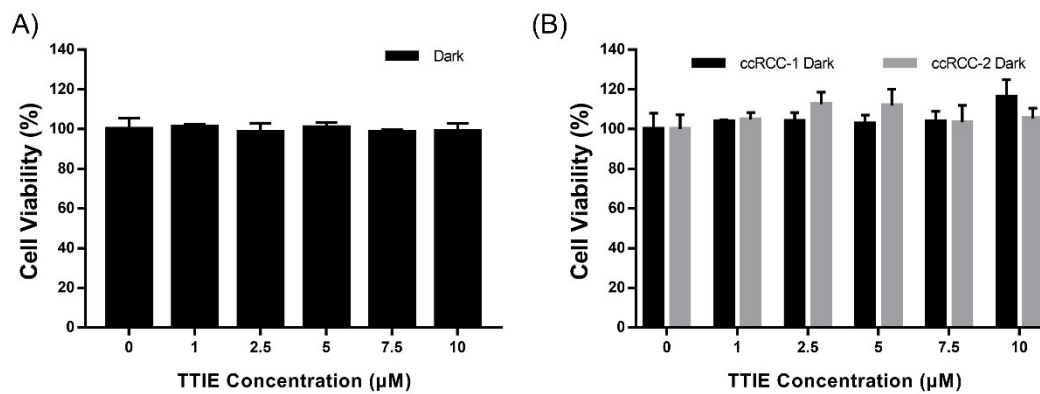 A)
Dark
140
120
100
80
60
40
20
0
Cell Viability (%)
0 1 2.5 5 7.5 10
TTIE Concentration (μM)
(B)
ccRCC-1 Dark ccRCC-2 Dark
140
120
100
80
60
40
20
0
Cell Viability (%)
0 1 2.5 5 7.5 10
TTIE Concentration (μM)